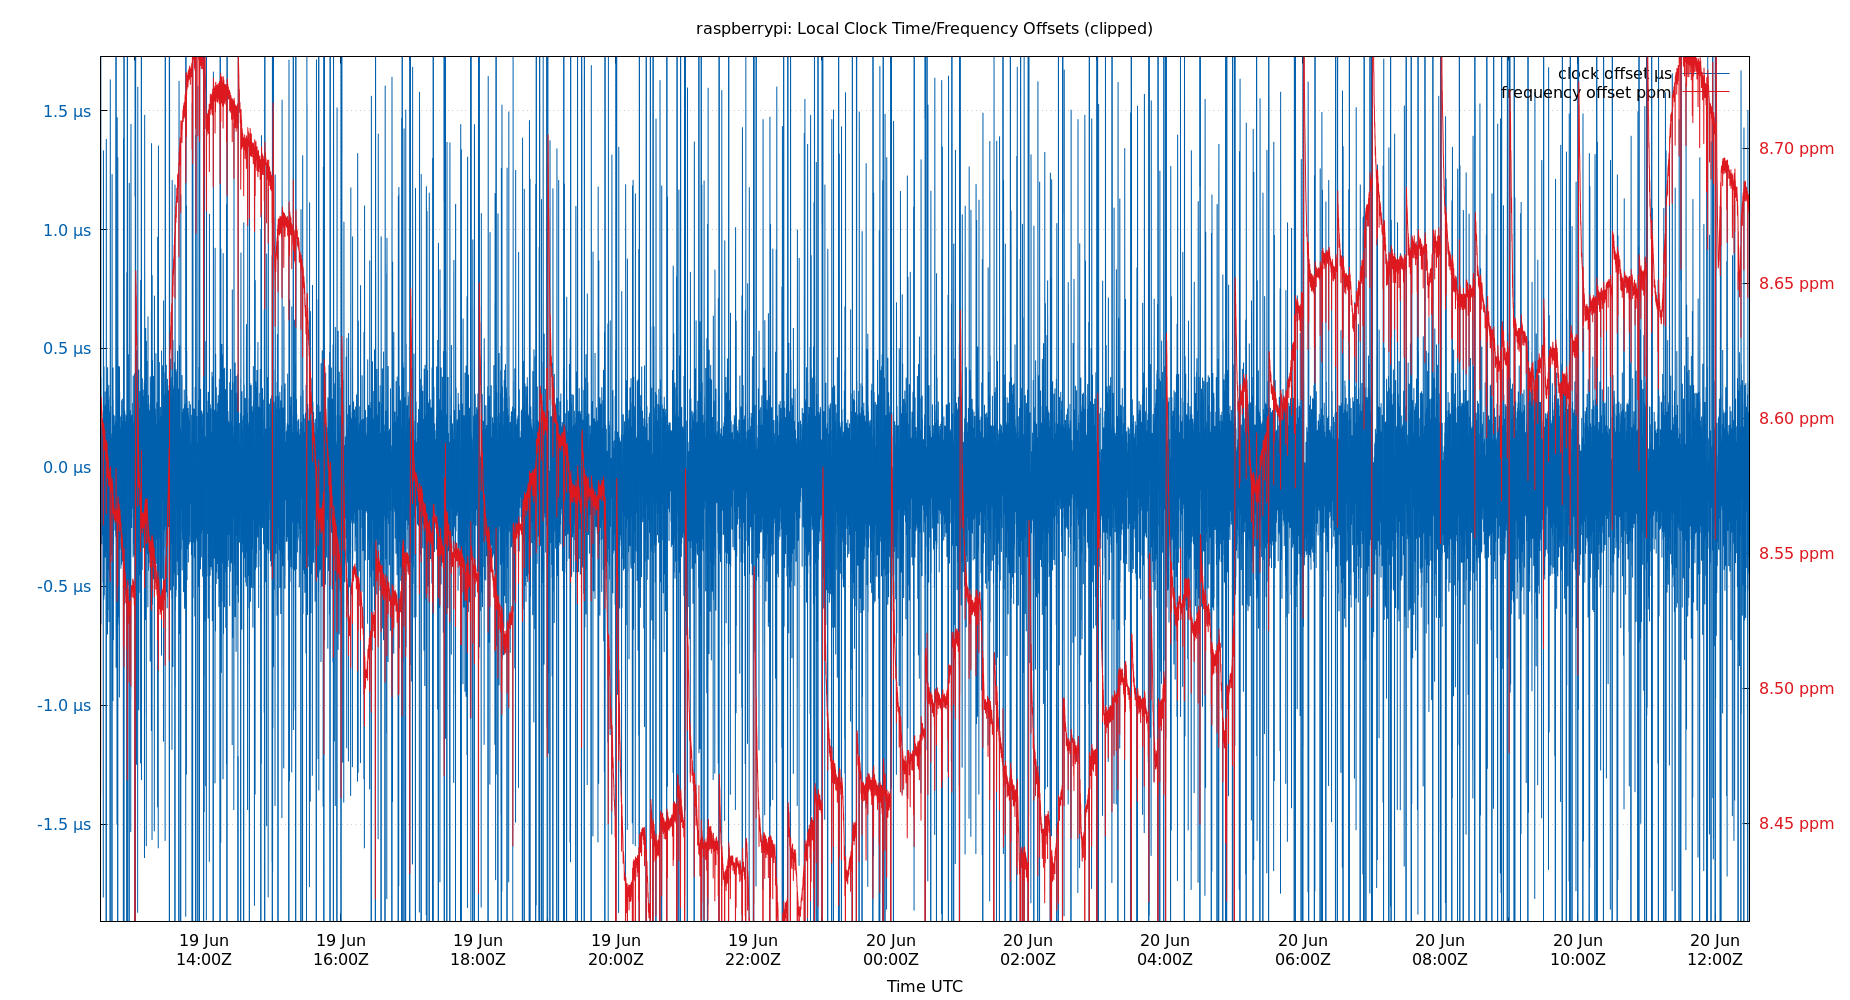 raspberrypi: Local Clock Time/Frequency Offsets (clipped)
clock offset µs
frequency offset ppm
1.5 µs
1.0 µs
0.5 µs
0.0 µs
-0.5 µs
-1.0 µs
-1.5 µs
8.70 ppm
8.65 ppm
8.60 ppm
8.55 ppm
8.50 ppm
8.45 ppm
19 Jun 19 Jun 19 Jun 19 Jun 19 Jun 20 Jun 20 Jun 20 Jun 20 Jun 20 Jun 20 Jun 20 Jun
14:00Z 16:00Z 18:00Z 20:00Z 22:00Z 00:00Z 02:00Z 04:00Z 06:00Z 08:00Z 10:00Z 12:00Z
Time UTC